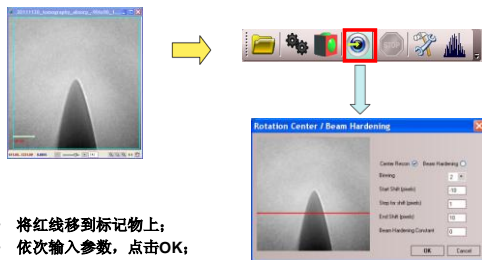 Rotation Center / Beam Hardening
Center Recon
Beam Hardening
Binning
2
Start Shift (pixels)
-10
Step for shift (pixels)
1
End Shift (pixels)
10
Beam Hardening Constant
0
OK
Cancel
将红线移到标记物上；
依次输入参数，点击OK；